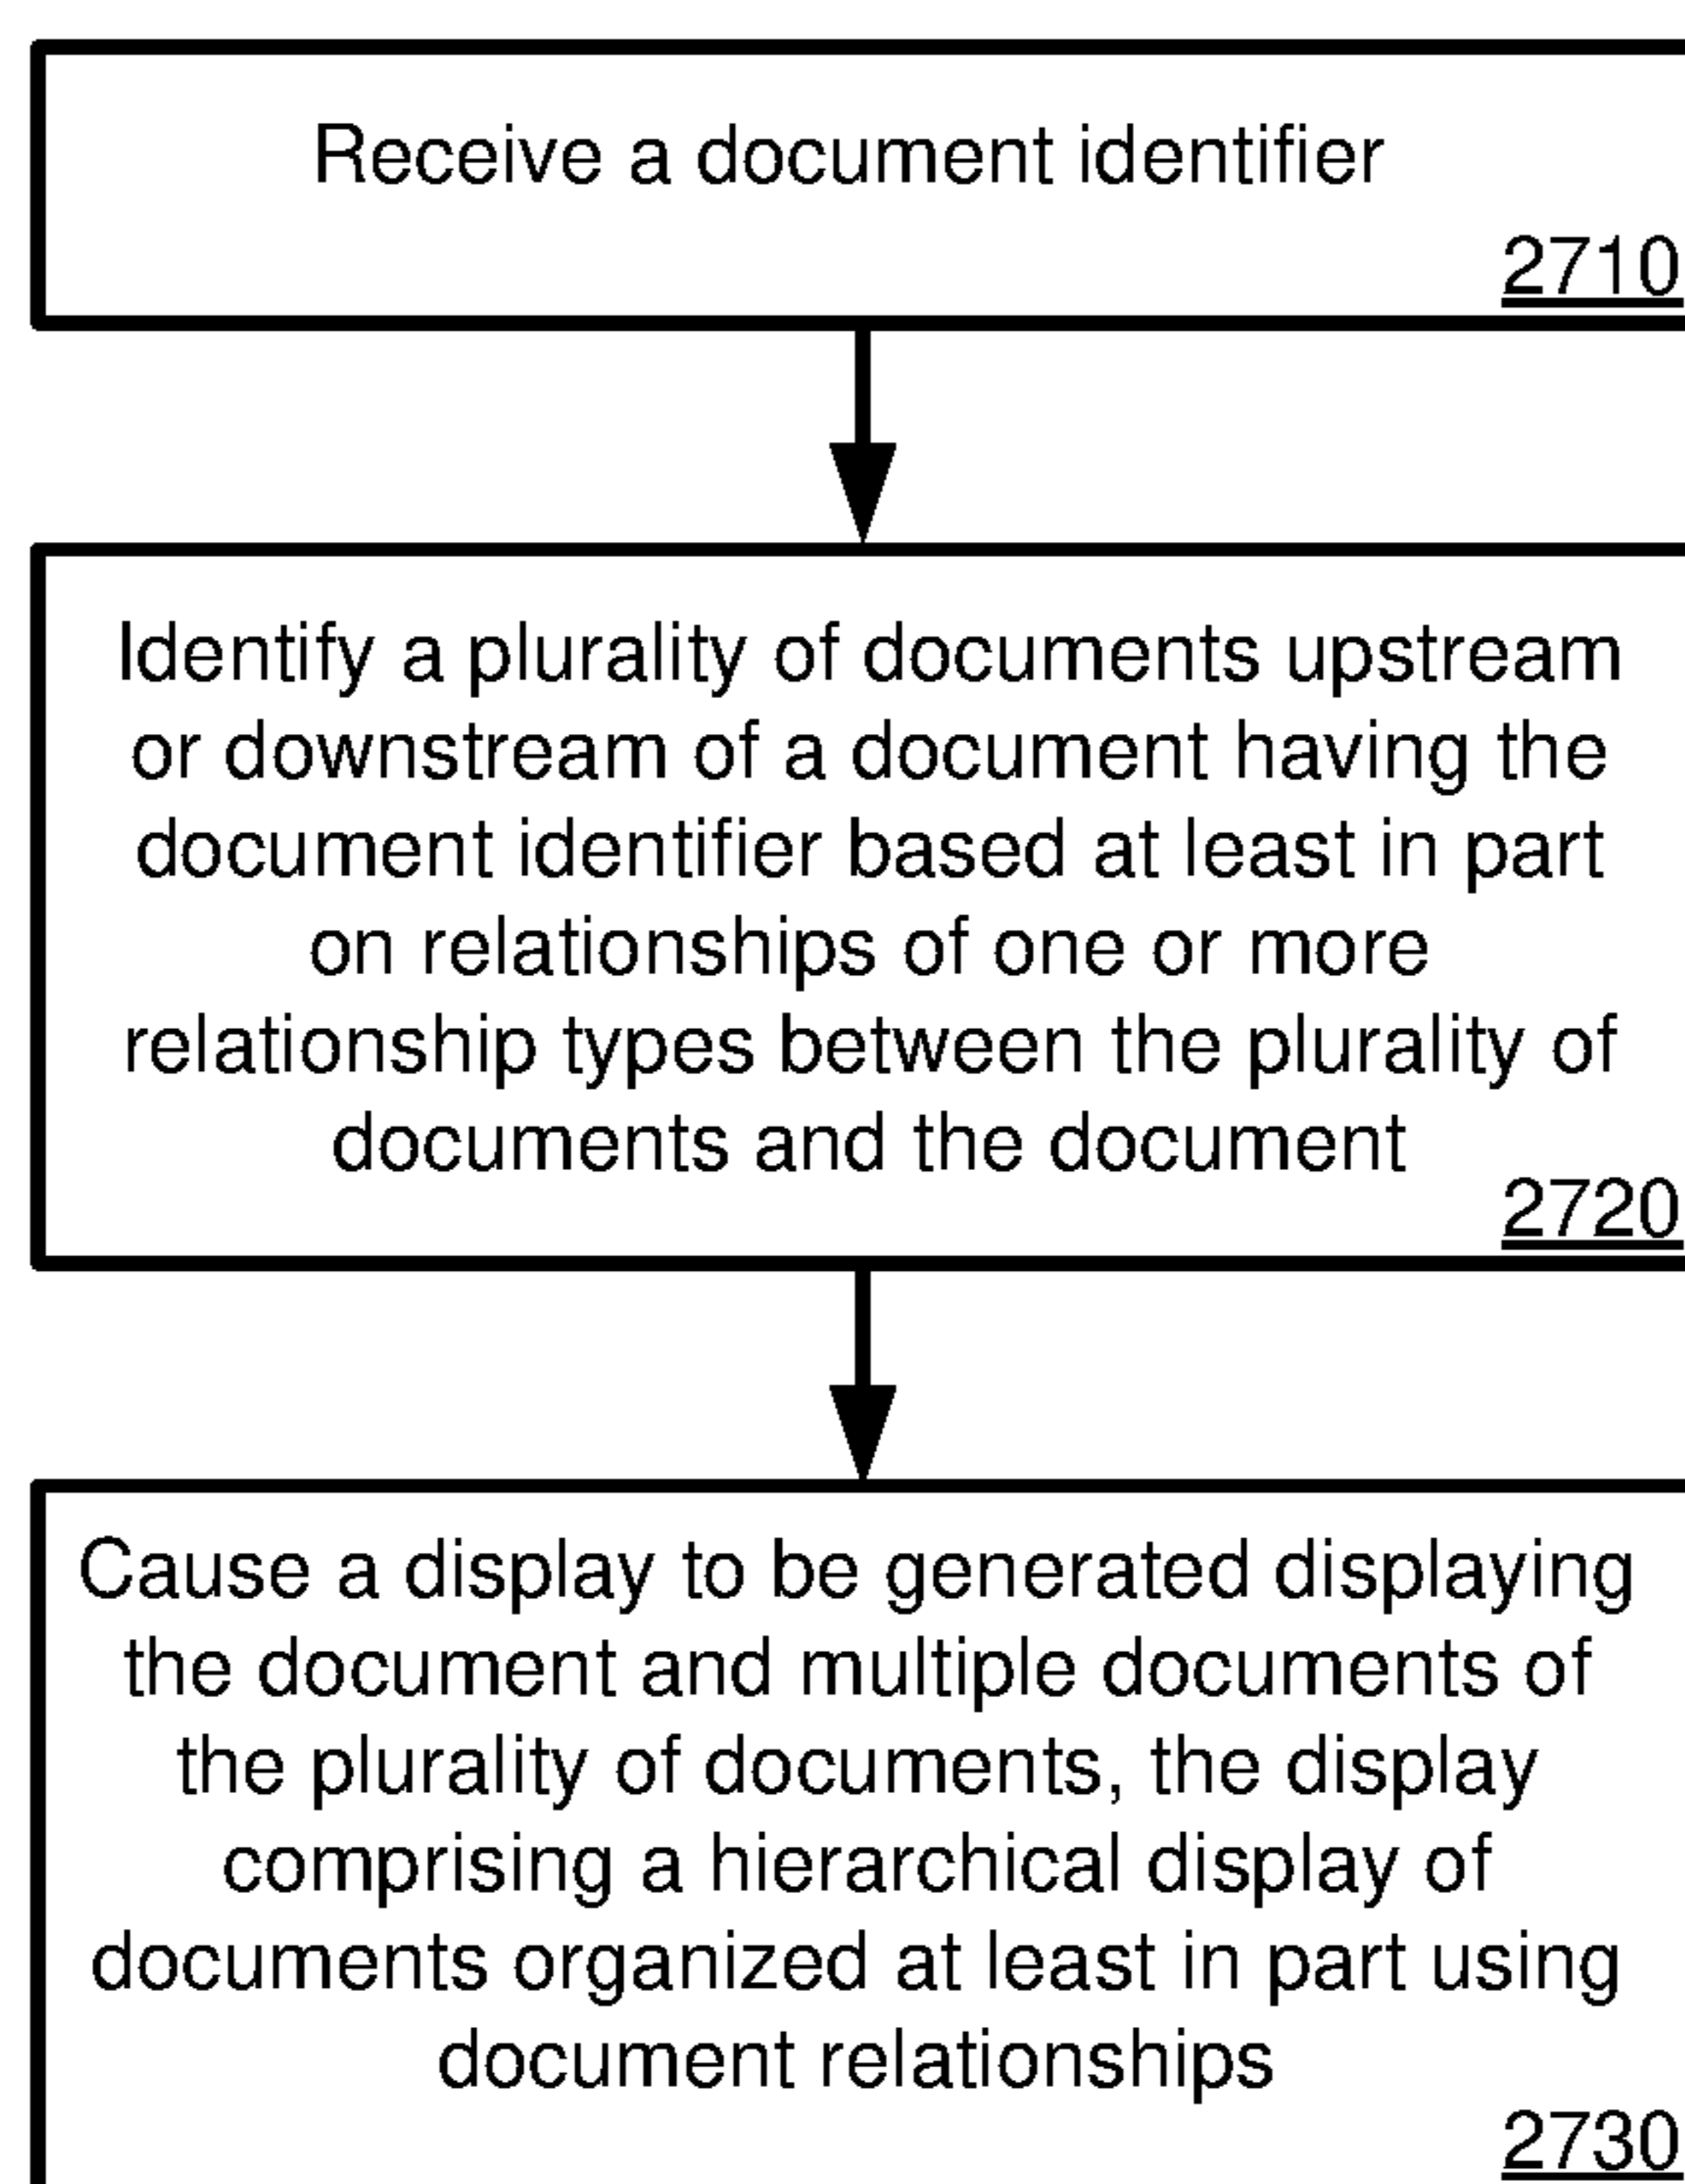 Receive a document identifier
2710
Identify a plurality of documents upstream
or downstream of a document having the
document identifier based at least in part
on relationships of one or more
relationship types between the plurality of
documents and the document
2720
Cause a display to be generated displaying
the document and multiple documents of
the plurality of documents, the display
comprising a hierarchical display of
documents organized at least in part using
document relationships
2730